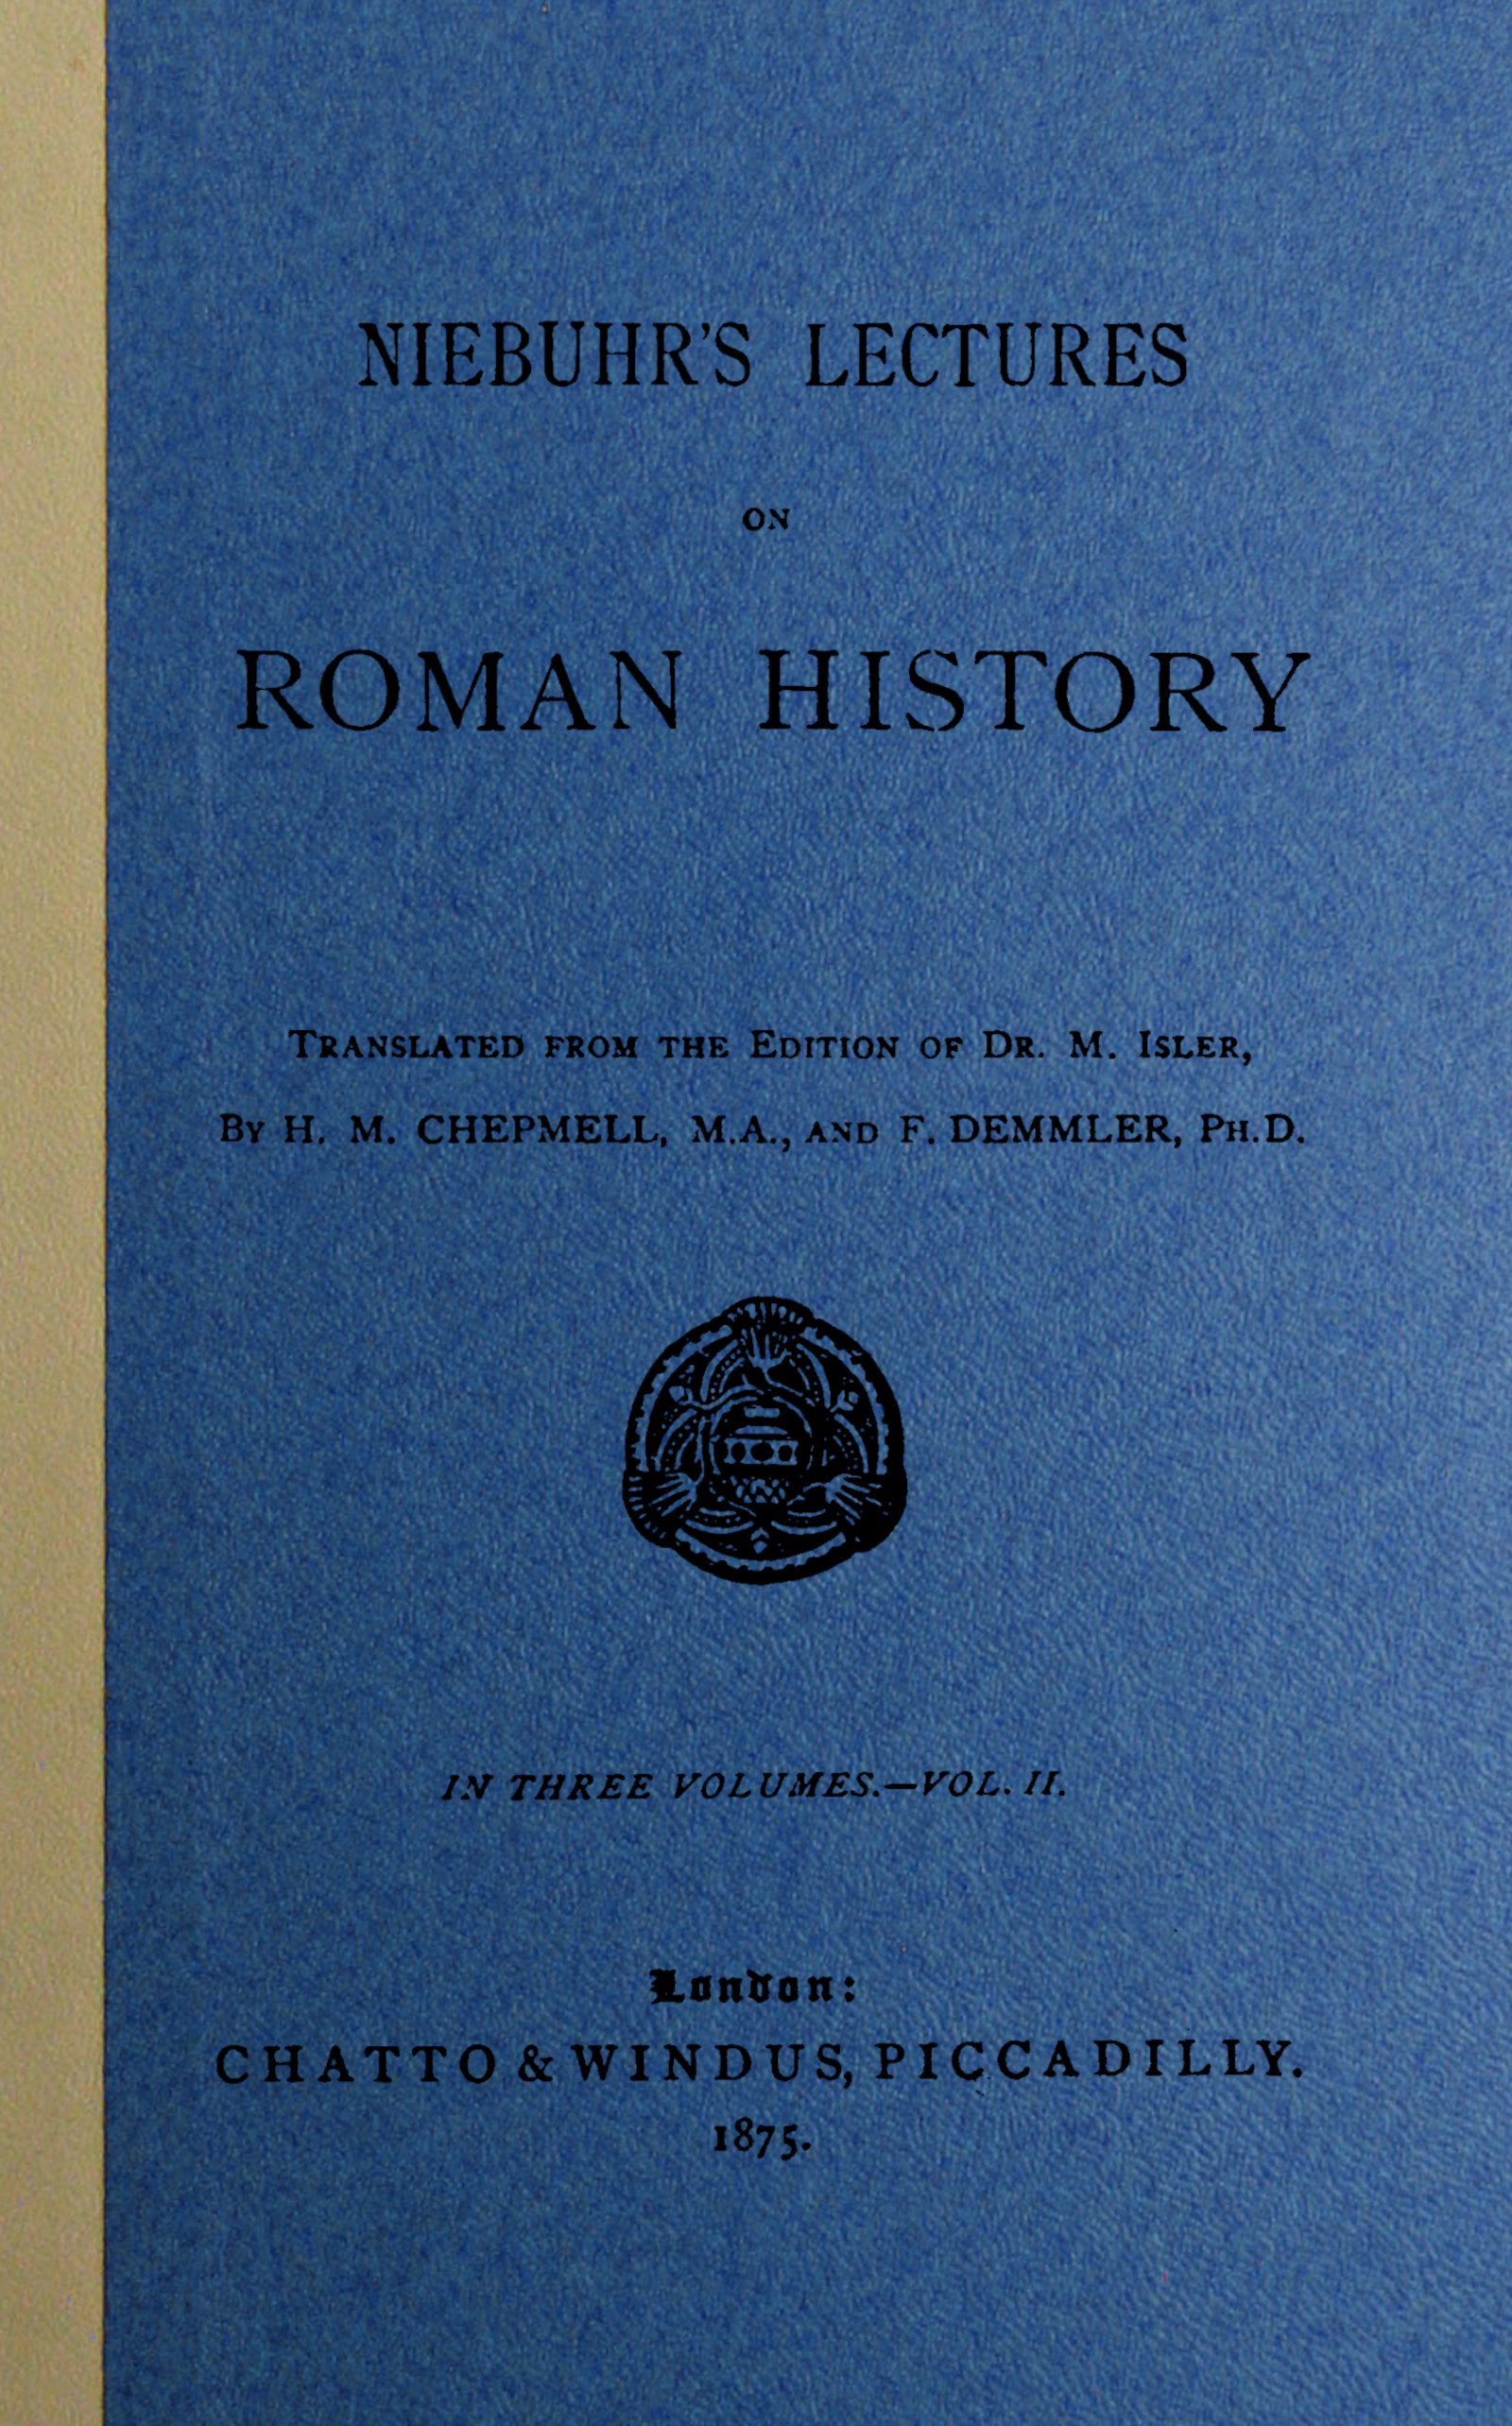 NIEBUHR'S LECTURES
ON
ROMAN HISTORY
Translated from the Edition of Dr. M. Isler,
By H. M. CHEPMELL, M.A., and F. DEMMLER, Ph.D.
IN THREE VOLUMES.—VOL. II.
London:
CHATTO & WINDUS, PICCADILLY.
1875.